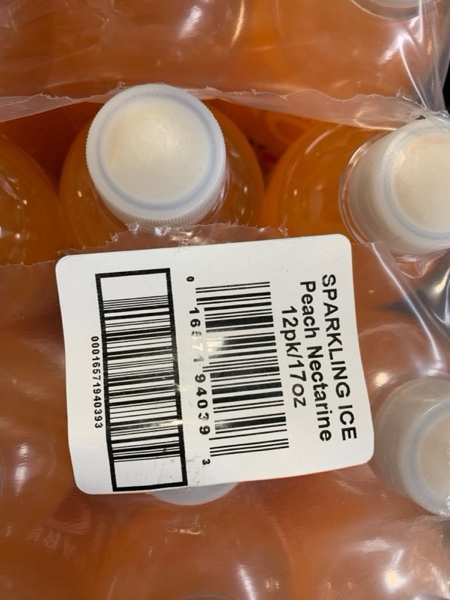 SPARKLING ICE
Peach Nectarine
12pk/17oz
0 16571 94039 3
00016571940393